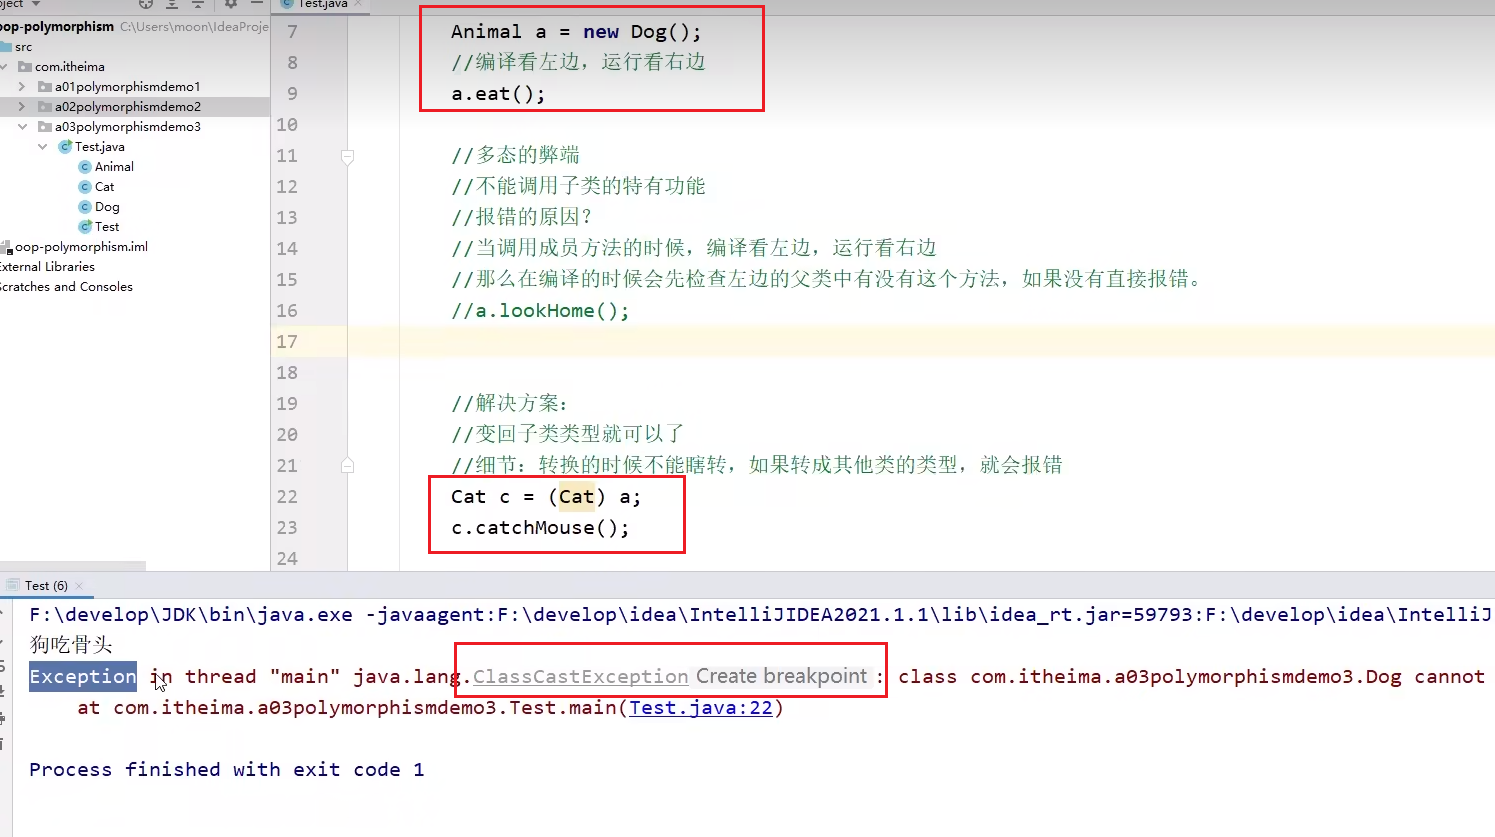 oject
Test.java
oop-polymorphism C:\Users\moon\IdeaProje
src
com.itheima
a01polymorphismdemo1
a02polymorphismdemo2
a03polymorphismdemo3
Test.java
Animal
Cat
Dog
Test
oop-polymorphism.iml
External Libraries
Scratches and Consoles
7 Animal a = new Dog();
8 //编译看左边，运行看右边
9 a.eat();
10
11 //多态的弊端
12 //不能调用子类的特有功能
13 //报错的原因？
14 //当调用成员方法的时候，编译看左边，运行看右边
15 //那么在编译的时候会先检查左边的父类中有没有这个方法，如果没有直接报错。
16 //a.lookHome();
17
18
19 //解决方案：
20 //变回子类类型就可以了
21 //细节：转换的时候不能瞎转，如果转成其他类的类型，就会报错
22 Cat c = (Cat) a;
23 c.catchMouse();
24
Test (6)
F:\develop\JDK\bin\java.exe -javaagent:F:\develop\idea\IntelliJIDEA2021.1.1\lib\idea_rt.jar=59793:F:\develop\idea\IntelliJ
狗吃骨头
Exception in thread "main" java.lang.ClassCastException Create breakpoint : class com.itheima.a03polymorphismdemo3.Dog cannot
at com.itheima.a03polymorphismdemo3.Test.main(Test.java:22)
Process finished with exit code 1